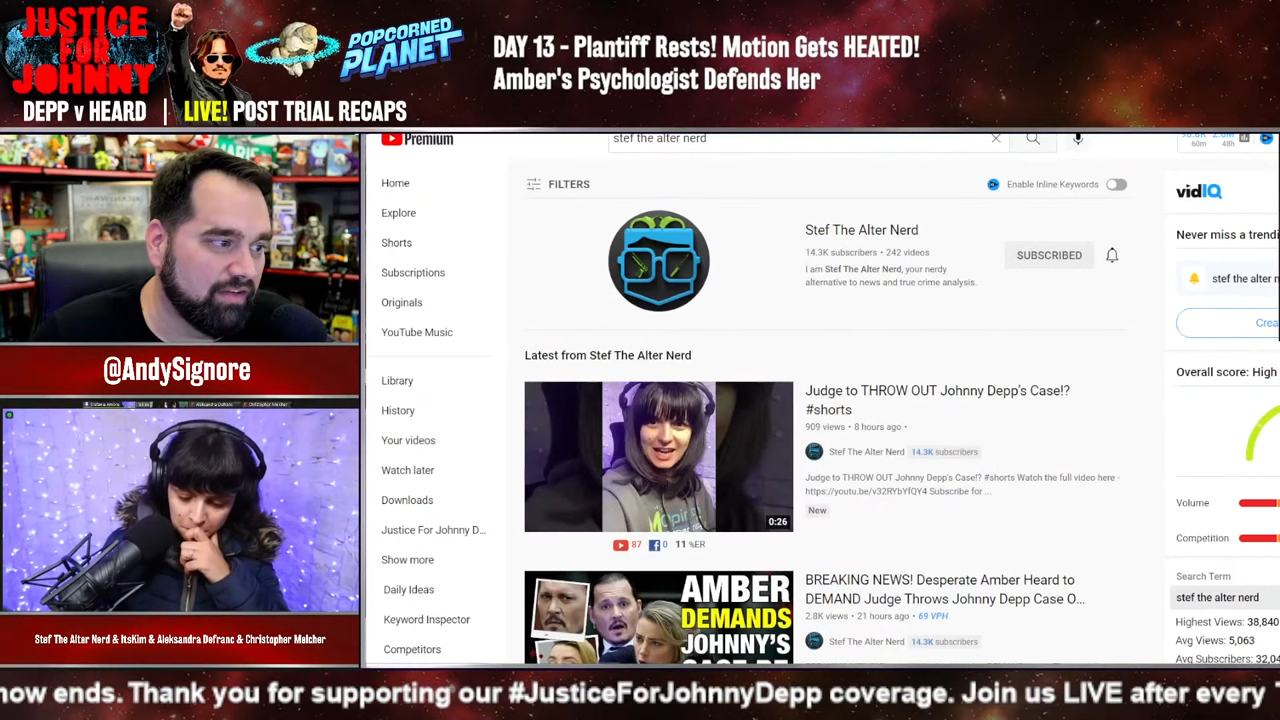 JUSTICE
FOR
JOHNNY
POPCORNED
PLANET
DEPP v HEARD | LIVE! POST TRIAL RECAPS
DAY 13 - Plantiff Rests! Motion Gets HEATED!
Amber's Psychologist Defends Her
@AndySignore
Stef The Alter Nerd & ItsKim & Aleksandra Defranc & Christopher Melcher
Premium
stef the alter nerd
60m 48h
Home
Explore
Shorts
Subscriptions
Originals
YouTube Music
Library
History
Your videos
Watch later
Downloads
Justice For Johnny D...
Show more
Daily Ideas
Keyword Inspector
Competitors
FILTERS
Enable Inline Keywords
Stef The Alter Nerd
14.3K subscribers • 242 videos
I am Stef The Alter Nerd, your nerdy
alternative to news and true crime analysis.
SUBSCRIBED
Latest from Stef The Alter Nerd
0:26
87 0 11 %ER
Judge to THROW OUT Johnny Depp's Case!?
#shorts
909 views • 8 hours ago •
Stef The Alter Nerd 14.3K subscribers
Judge to THROW OUT Johnny Depp's Case!? #shorts Watch the full video here -
https://youtu.be/v32RYbYfQY4 Subscribe for ...
New
AMBER
DEMANDS
JOHNNY'S
BREAKING NEWS! Desperate Amber Heard to
DEMAND Judge Throws Johnny Depp Case O...
2.8K views • 21 hours ago • 69 VPH
Stef The Alter Nerd 14.3K subscribers
vidIQ
Never miss a trendi
stef the alter n
Crea
Overall score: High
Volume
Competition
Search Term
stef the alter nerd
Highest Views: 38,840
Avg Views: 5,063
Avg Subscribers: 32,04
now ends. Thank you for supporting our #JusticeForJohnnyDepp coverage. Join us LIVE after every